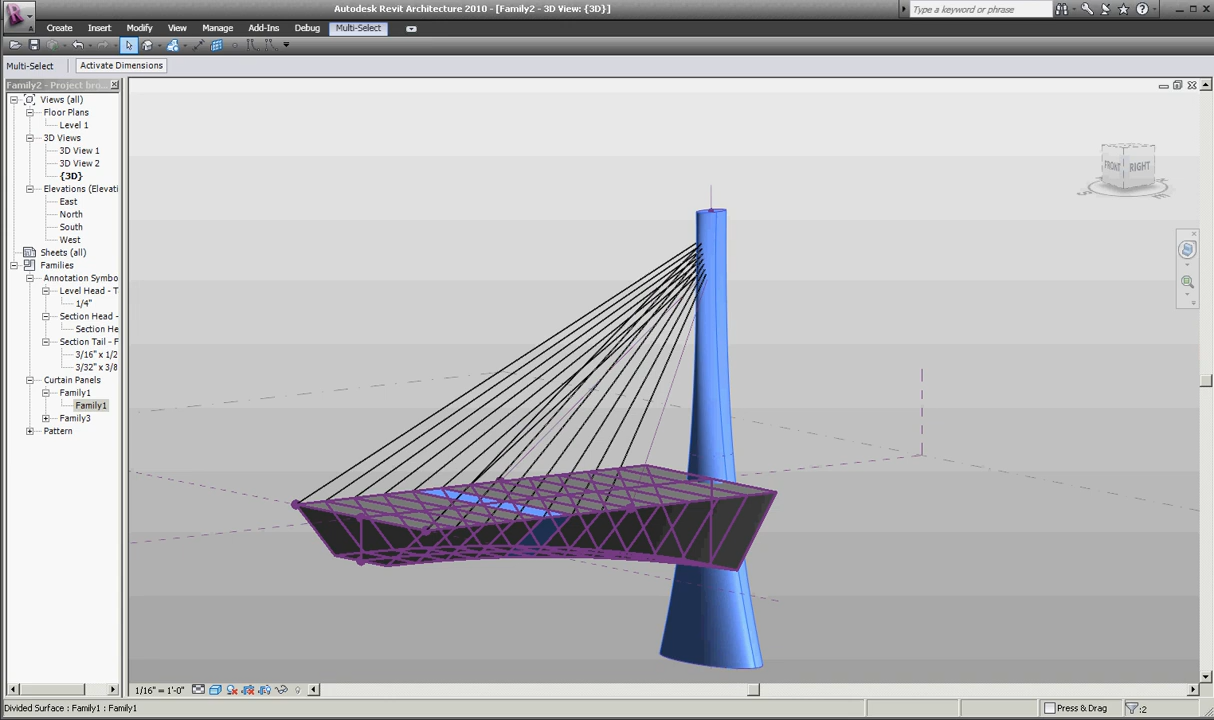 Autodesk Revit Architecture 2010 - [Family2 - 3D View: {3D}]
Type a keyword or phrase
Create Insert Modify View Manage Add-Ins Debug Multi-Select
Multi-Select Activate Dimensions
Family2 - Project bro...
Views (all)
Floor Plans
Level 1
3D Views
3D View 1
3D View 2
{3D}
Elevations (Elevati
East
North
South
West
Sheets (all)
Families
Annotation Symbo
Level Head - T
1/4"
Section Head -
Section He
Section Tail - F
3/16" x 1/2
3/32" x 3/8
Curtain Panels
Family1
Family1
Family3
Pattern
FRONT RIGHT
1/16" = 1'-0"
Divided Surface : Family1 : Family1
Press & Drag
:2